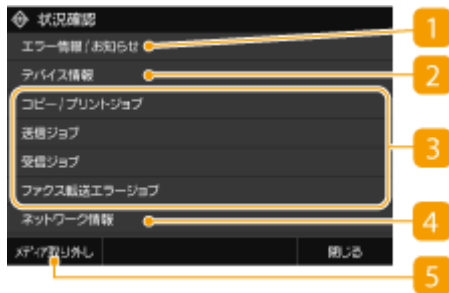 状況確認
エラー情報/お知らせ
1
デバイス情報
2
コピー/プリントジョブ
送信ジョブ
受信ジョブ
ファクス転送エラージョブ
3
ネットワーク情報
4
メディア取り外し
閉じる
5